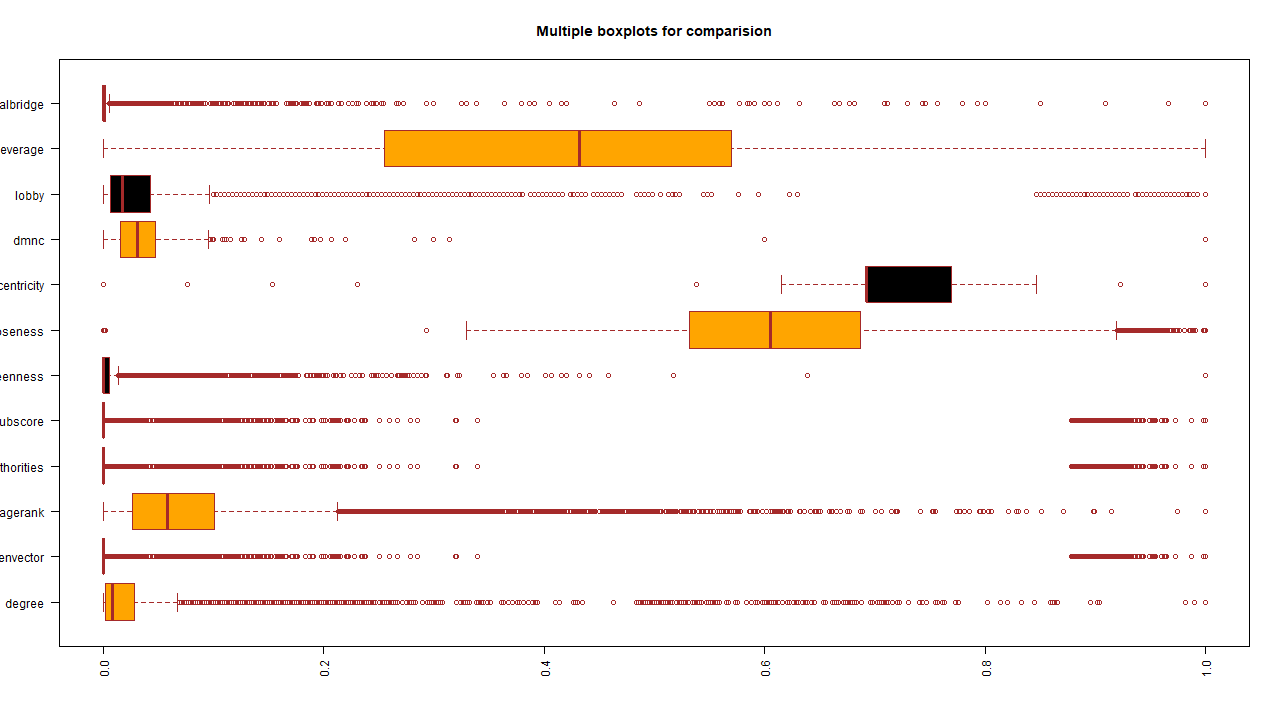 Multiple boxplots for comparision
albridge
everage
lobby
dmnc
centricity
oseness
eenness
ubscore
thorities
agerank
envector
degree
0.0 0.2 0.4 0.6 0.8 1.0